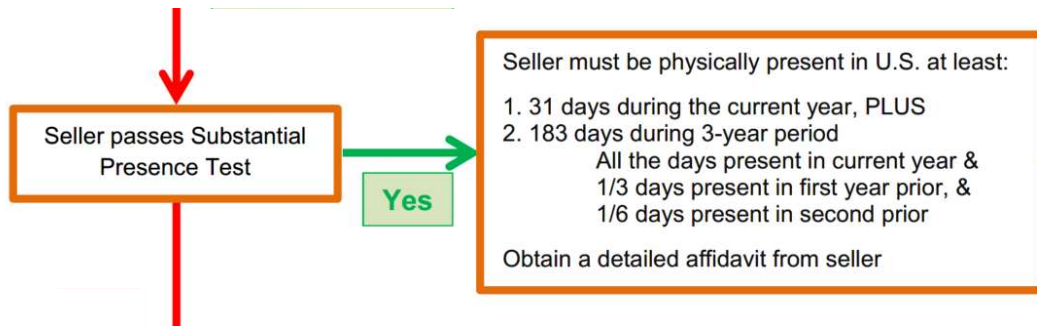 Seller passes Substantial
Presence Test
Yes
Seller must be physically present in U.S. at least:
1. 31 days during the current year, PLUS
2. 183 days during 3-year period
All the days present in current year &
1/3 days present in first year prior, &
1/6 days present in second prior
Obtain a detailed affidavit from seller